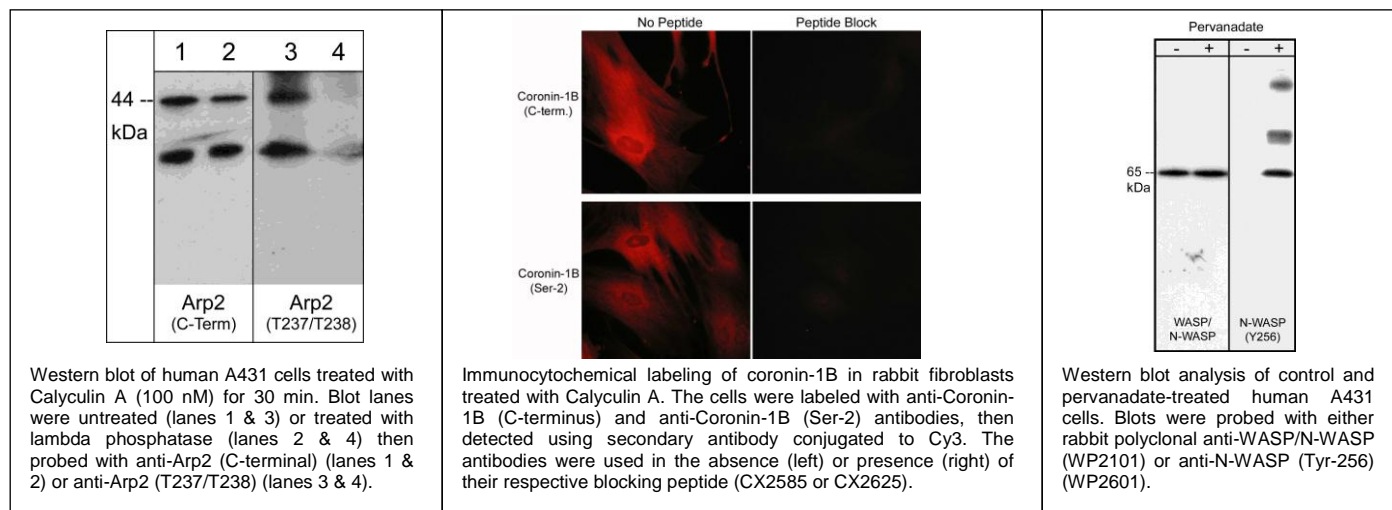 1 2 3 4
44 --
kDa
Arp2
(C-Term)
Arp2
(T237/T238)
Western blot of human A431 cells treated with
Calyculin A (100 nM) for 30 min. Blot lanes
were untreated (lanes 1 & 3) or treated with
lambda phosphatase (lanes 2 & 4) then
probed with anti-Arp2 (C-terminal) (lanes 1 &
2) or anti-Arp2 (T237/T238) (lanes 3 & 4).
No Peptide
Peptide Block
Coronin-1B
(C-term.)
Coronin-1B
(Ser-2)
Immunocytochemical labeling of coronin-1B in rabbit fibroblasts
treated with Calyculin A. The cells were labeled with anti-Coronin-
1B (C-terminus) and anti-Coronin-1B (Ser-2) antibodies, then
detected using secondary antibody conjugated to Cy3. The
antibodies were used in the absence (left) or presence (right) of
their respective blocking peptide (CX2585 or CX2625).
Pervanadate
- + - +
65 --
kDa
WASP/
N-WASP
N-WASP
(Y256)
Western blot analysis of control and
pervanadate-treated human A431
cells. Blots were probed with either
rabbit polyclonal anti-WASP/N-WASP
(WP2101) or anti-N-WASP (Tyr-256)
(WP2601).